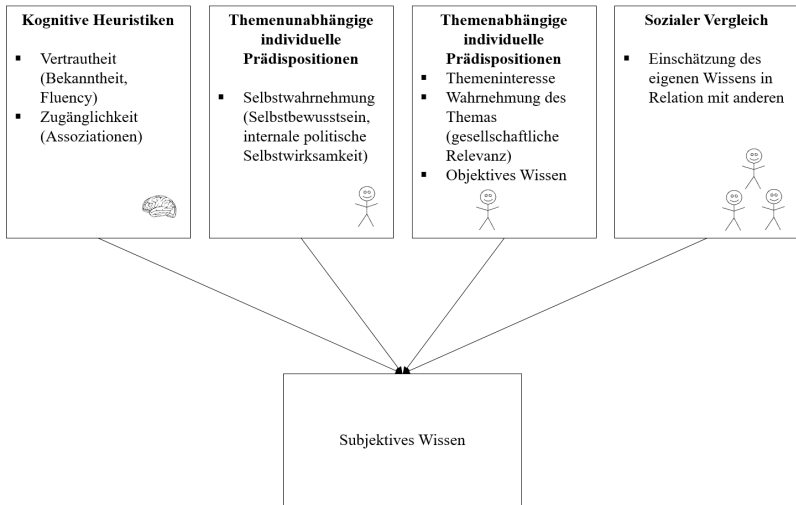 Kognitive Heuristiken
▪ Vertrautheit
(Bekanntheit,
Fluency)
▪ Zugänglichkeit
(Assoziationen)
Themenunabhängige
individuelle
Prädispositionen
▪ Selbstwahrnehmung
(Selbstbewusstsein,
internale politische
Selbstwirksamkeit)
Themenabhängige
individuelle
Prädispositionen
▪ Themeninteresse
▪ Wahrnehmung des
Themas
(gesellschaftliche
Relevanz)
▪ Objektives Wissen
Sozialer Vergleich
▪ Einschätzung des
eigenen Wissens in
Relation mit anderen
Subjektives Wissen